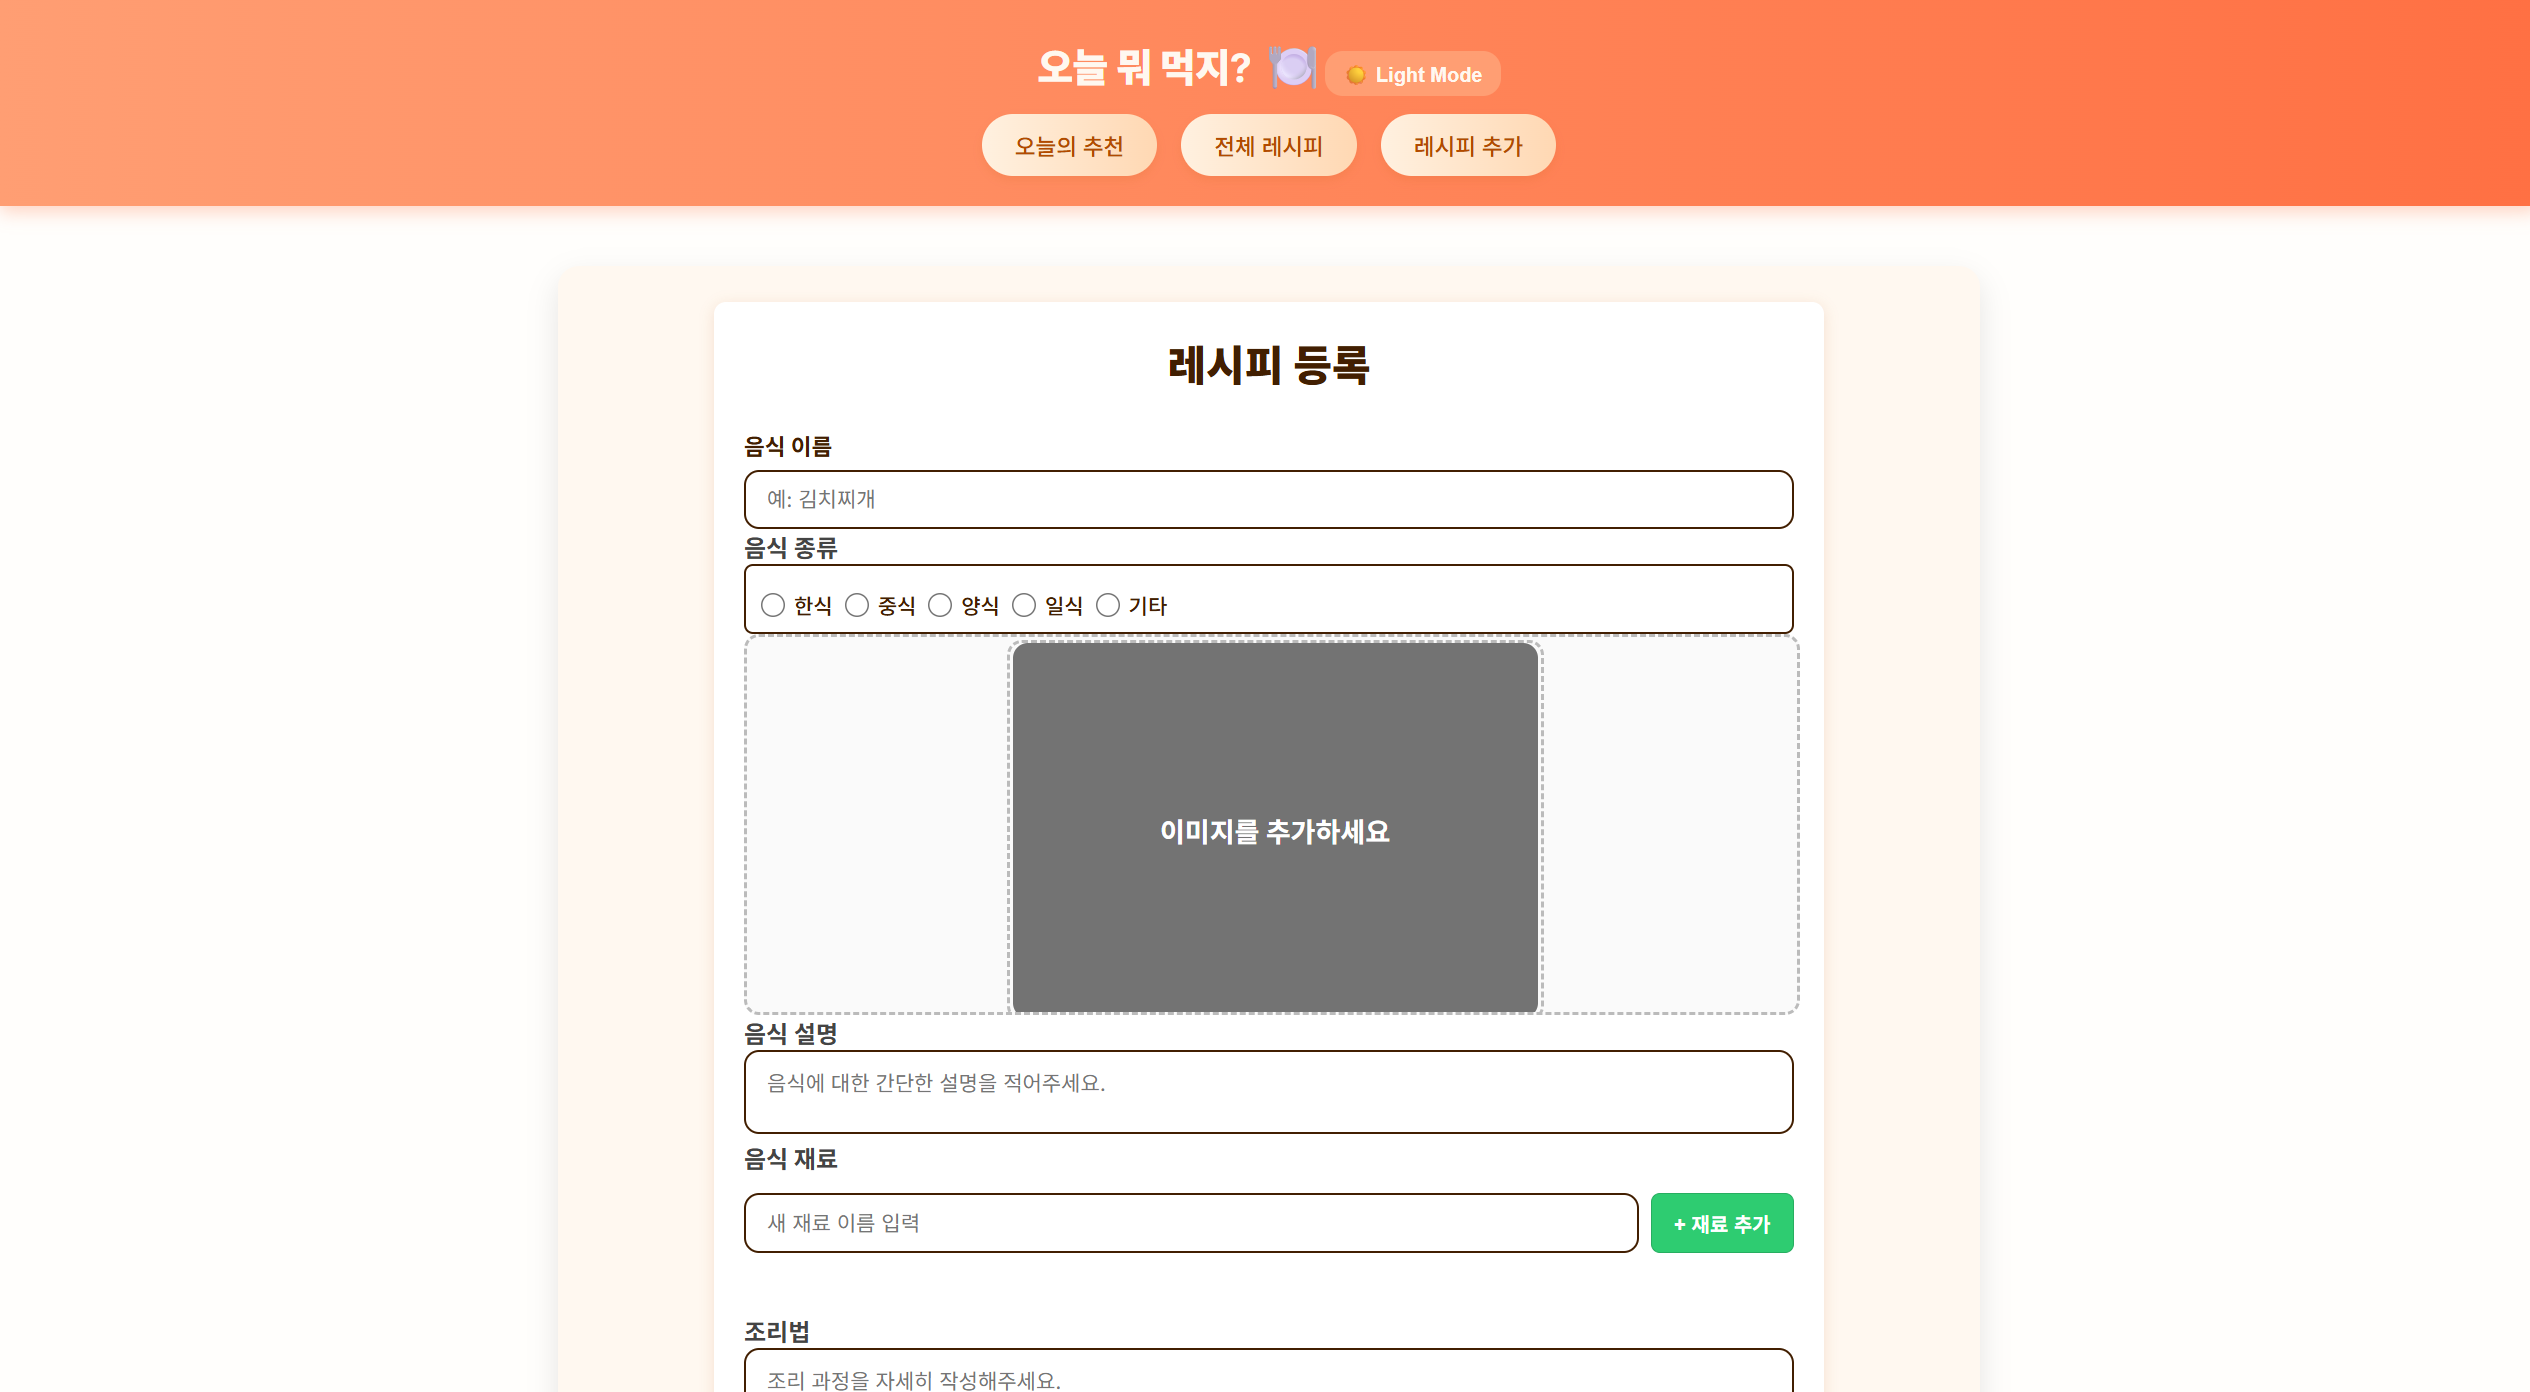 오늘 뭐 먹지? 🍽️ Light Mode
오늘의 추천 전체 레시피 레시피 추가
레시피 등록
음식 이름
예: 김치찌개
음식 종류
한식 중식 양식 일식 기타
이미지를 추가하세요
음식 설명
음식에 대한 간단한 설명을 적어주세요.
음식 재료
새 재료 이름 입력 + 재료 추가
조리법
조리 과정을 자세히 작성해주세요.